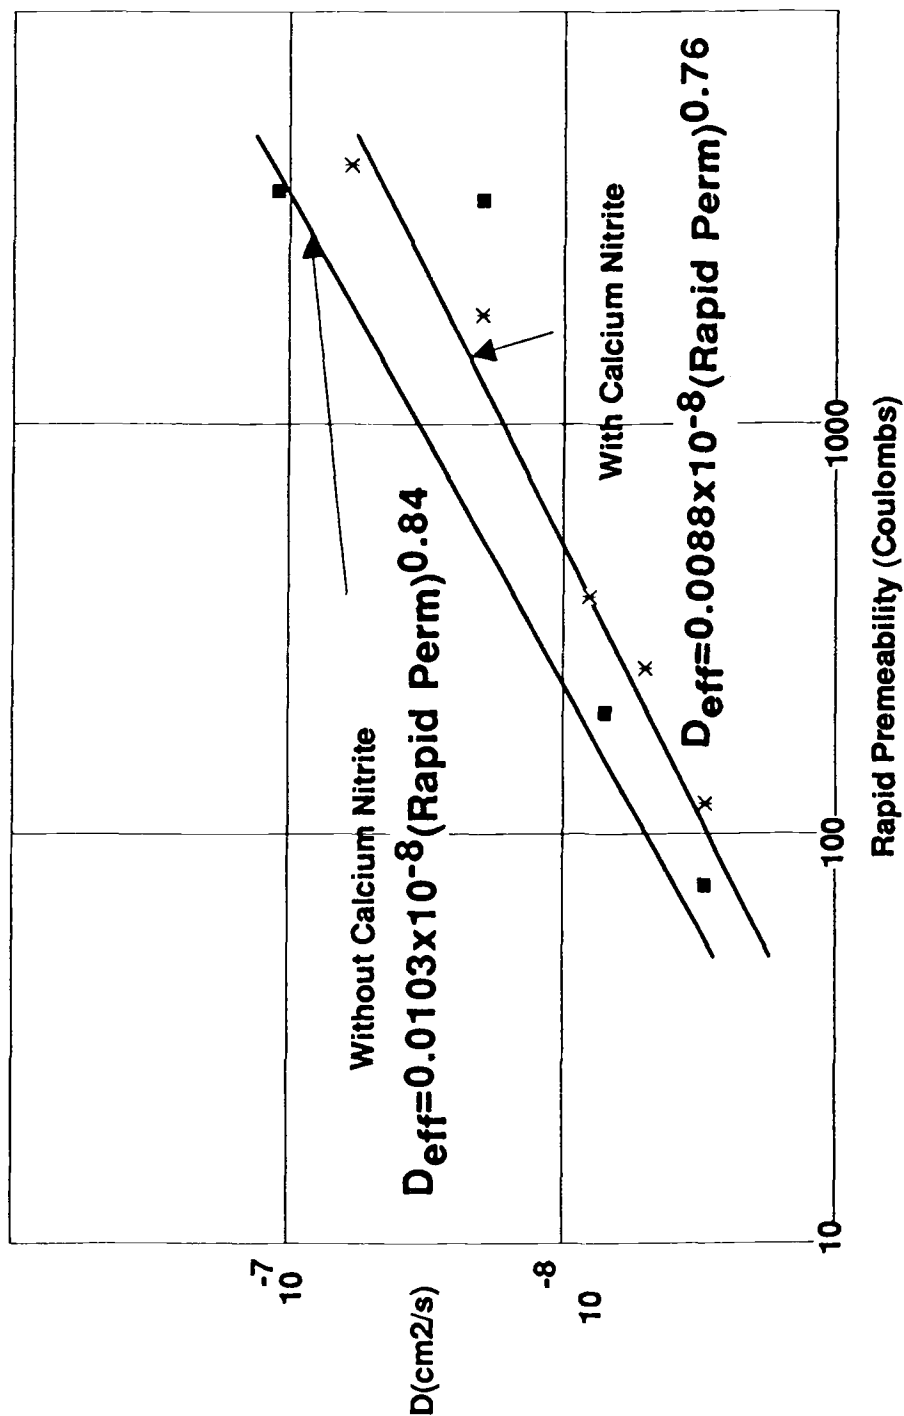 D(cm2/s)
10-7
10-8
Without Calcium Nitrite
Deff=0.0103x10-8(Rapid Perm)0.84
With Calcium Nitrite
Deff=0.0088x10-8(Rapid Perm)0.76
10
100
1000
Rapid Premeability (Coulombs)